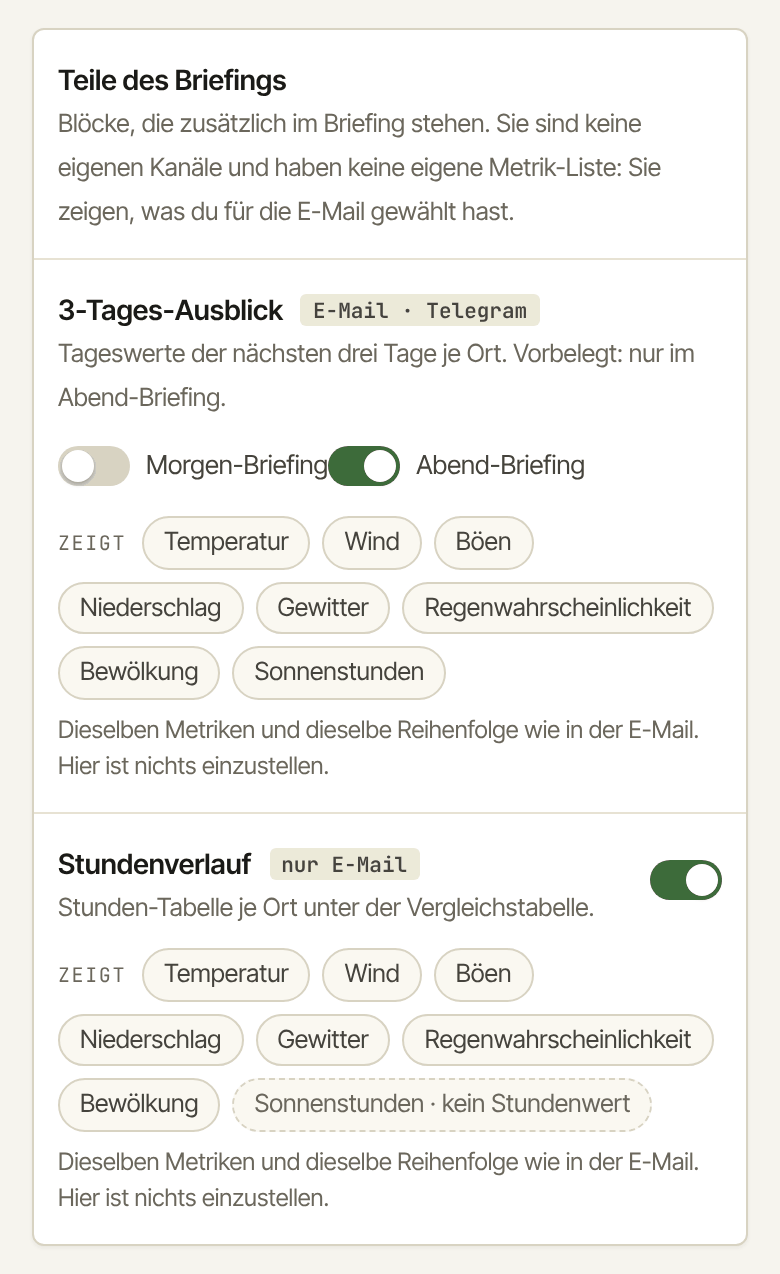 Teile des Briefings
Blöcke, die zusätzlich im Briefing stehen. Sie sind keine
eigenen Kanäle und haben keine eigene Metrik-Liste: Sie
zeigen, was du für die E-Mail gewählt hast.
3-Tages-Ausblick E-Mail · Telegram
Tageswerte der nächsten drei Tage je Ort. Vorbelegt: nur im
Abend-Briefing.
Morgen-Briefing Abend-Briefing
ZEIGT Temperatur Wind Böen
Niederschlag Gewitter Regenwahrscheinlichkeit
Bewölkung Sonnenstunden
Dieselben Metriken und dieselbe Reihenfolge wie in der E-Mail.
Hier ist nichts einzustellen.
Stundenverlauf nur E-Mail
Stunden-Tabelle je Ort unter der Vergleichstabelle.
ZEIGT Temperatur Wind Böen
Niederschlag Gewitter Regenwahrscheinlichkeit
Bewölkung Sonnenstunden · kein Stundenwert
Dieselben Metriken und dieselbe Reihenfolge wie in der E-Mail.
Hier ist nichts einzustellen.